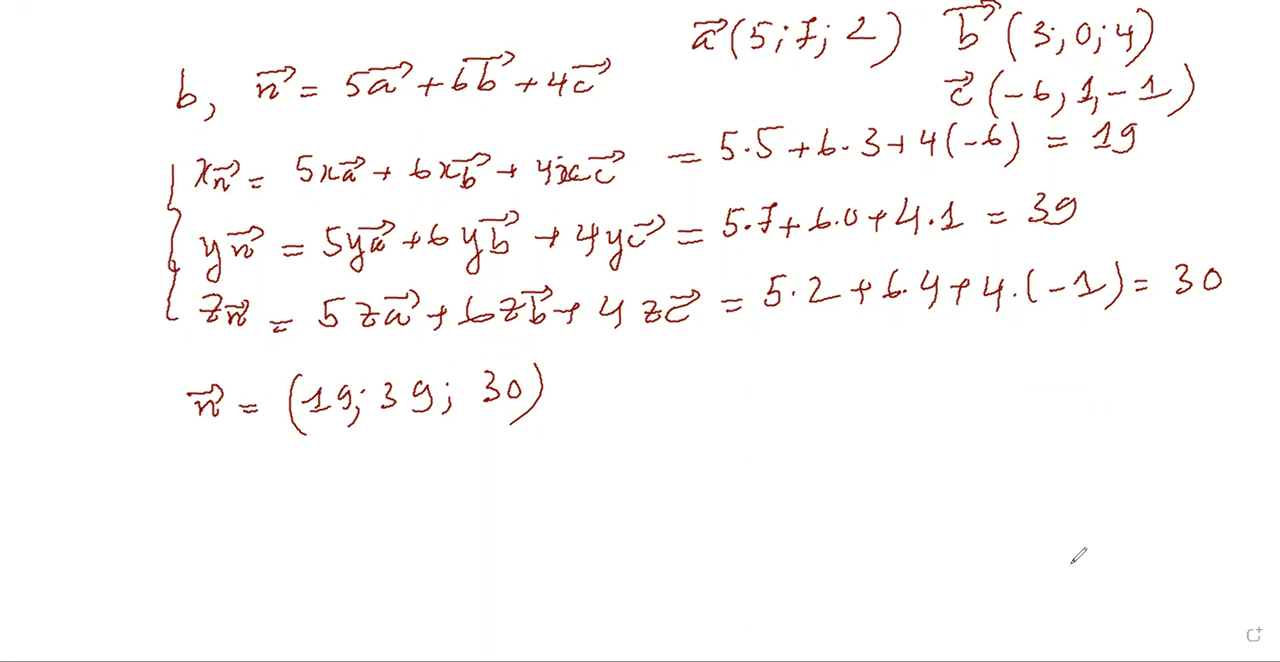 a⃗(5;7;2) b⃗(3;0;4)
b, n⃗ = 5a⃗ + 6b⃗ + 4c⃗
c⃗(-6,1,-1)
xn⃗ = 5xa⃗ + 6xb⃗ + 4xc⃗ = 5.5+6.3+4(-6) = 19
yn⃗ = 5ya⃗ + 6yb⃗ + 4yc⃗ = 5.7+6.0+4.1 = 39
zn⃗ = 5za⃗ + 6zb⃗ + 4zc⃗ = 5.2+6.4+4.(-1) = 30
n⃗ = (19;39; 30)